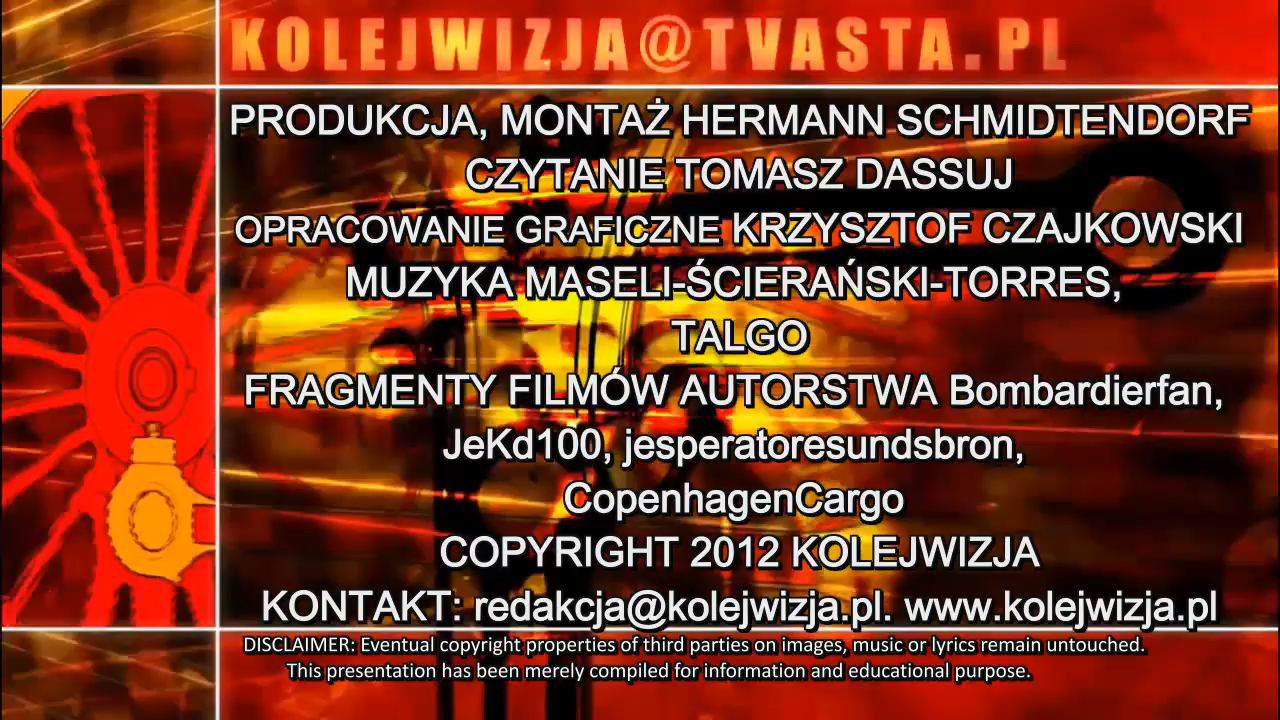 KOLEJWIZJA@TVASTA.PL
PRODUKCJA, MONTAŻ HERMANN SCHMIDTENDORF
CZYTANIE TOMASZ DASSUJ
OPRACOWANIE GRAFICZNE KRZYSZTOF CZAJKOWSKI
MUZYKA MASELI-ŚCIERAŃSKI-TORRES,
TALGO
FRAGMENTY FILMÓW AUTORSTWA Bombardierfan,
JeKd100, jesperatoresundsbron,
CopenhagenCargo
COPYRIGHT 2012 KOLEJWIZJA
KONTAKT: redakcja@kolejwizja.pl. www.kolejwizja.pl
DISCLAIMER: Eventual copyright properties of third parties on images, music or lyrics remain untouched.
This presentation has been merely compiled for information and educational purpose.